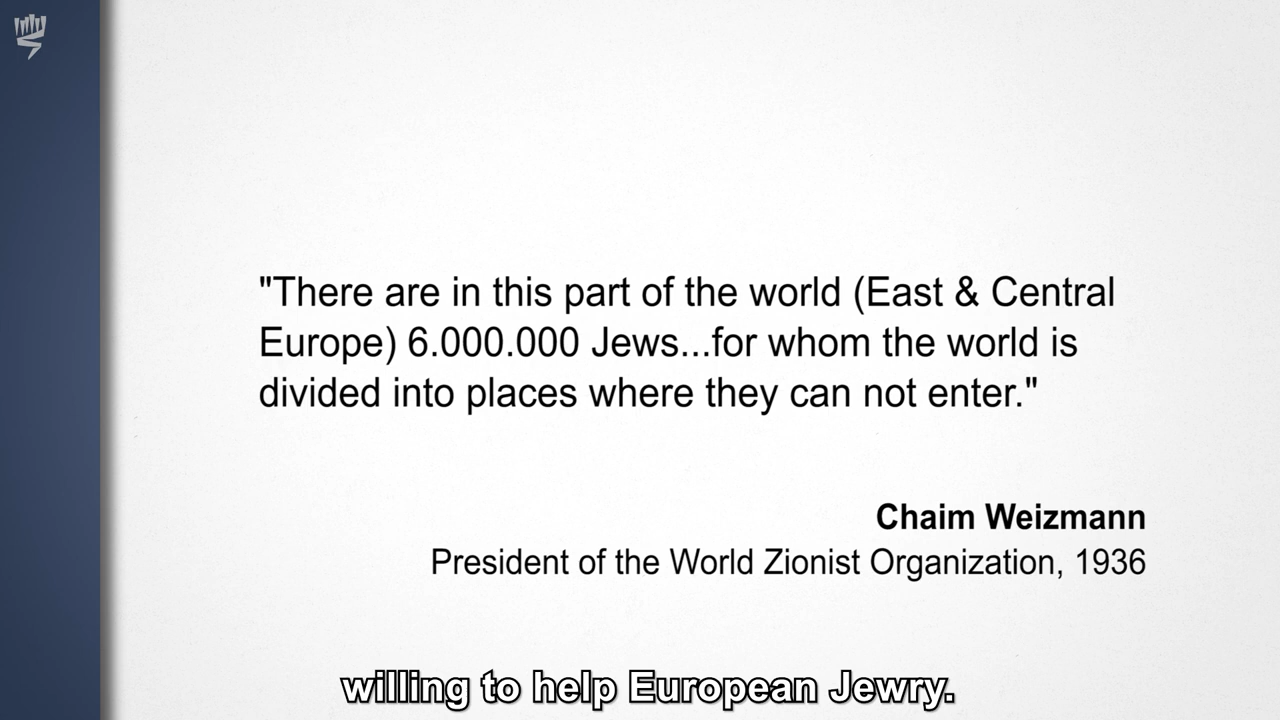 "There are in this part of the world (East & Central
Europe) 6.000.000 Jews...for whom the world is
divided into places where they can not enter."
Chaim Weizmann
President of the World Zionist Organization, 1936
willing to help European Jewry.